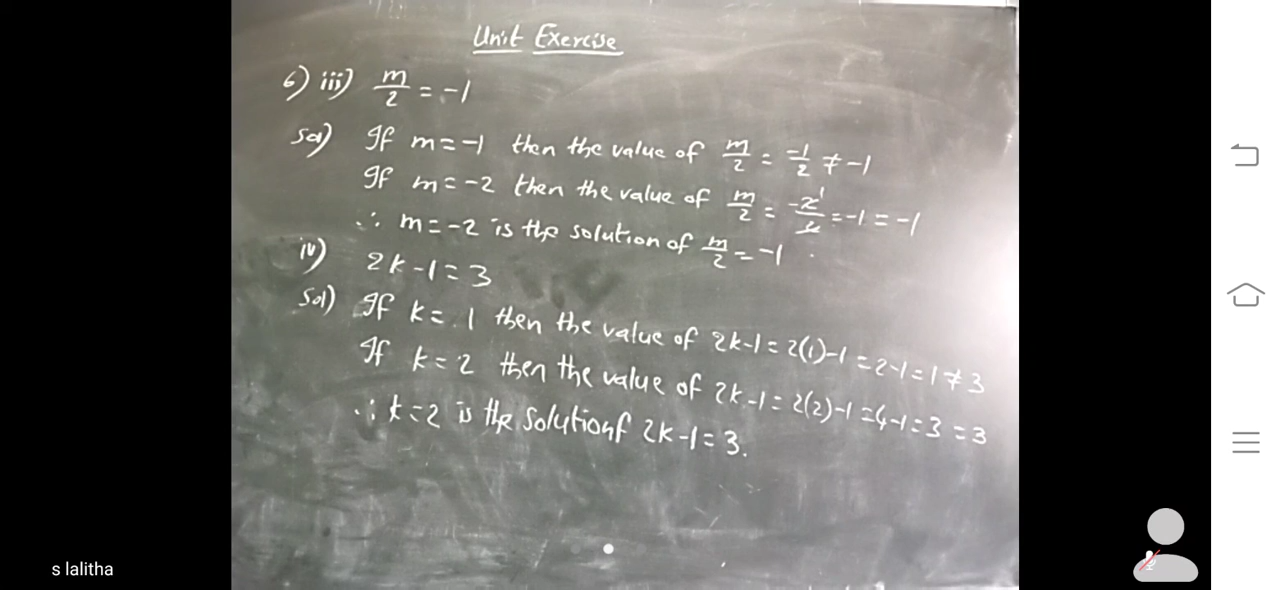 Unit Exercise
6) iii) m/2 = -1
Sol) If m = -1 then the value of m/2 = -1/2 ≠ -1
If m = -2 then the value of m/2 = -2/2 = -1 = -1
∴ m = -2 is the solution of m/2 = -1.
iv) 2k-1 = 3
Sol) If k = 1 then the value of 2k-1 = 2(1)-1 = 2-1 = 1 ≠ 3
If k = 2 then the value of 2k-1 = 2(2)-1 = 4-1 = 3 = 3
∴ k = 2 is the solutionf 2k-1 = 3.
s lalitha